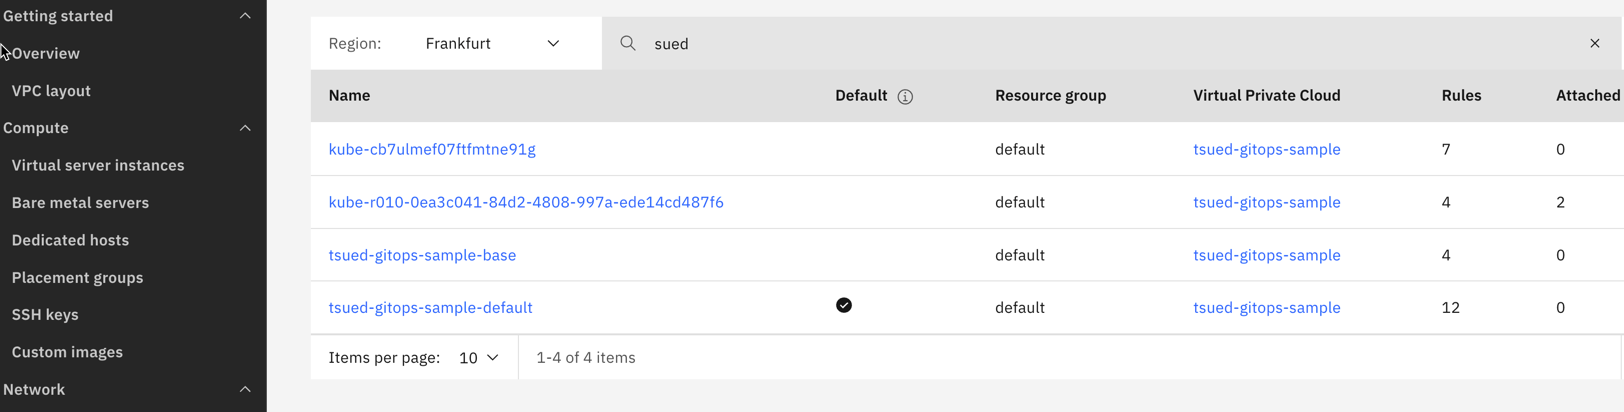 Getting started
Overview
VPC layout
Compute
Virtual server instances
Bare metal servers
Dedicated hosts
Placement groups
SSH keys
Custom images
Network
Region: Frankfurt sued
Name Default Resource group Virtual Private Cloud Rules Attached
kube-cb7ulmef07ftfmtne91g default tsued-gitops-sample 7 0
kube-r010-0ea3c041-84d2-4808-997a-ede14cd487f6 default tsued-gitops-sample 4 2
tsued-gitops-sample-base default tsued-gitops-sample 4 0
tsued-gitops-sample-default default tsued-gitops-sample 12 0
Items per page: 10 1-4 of 4 items